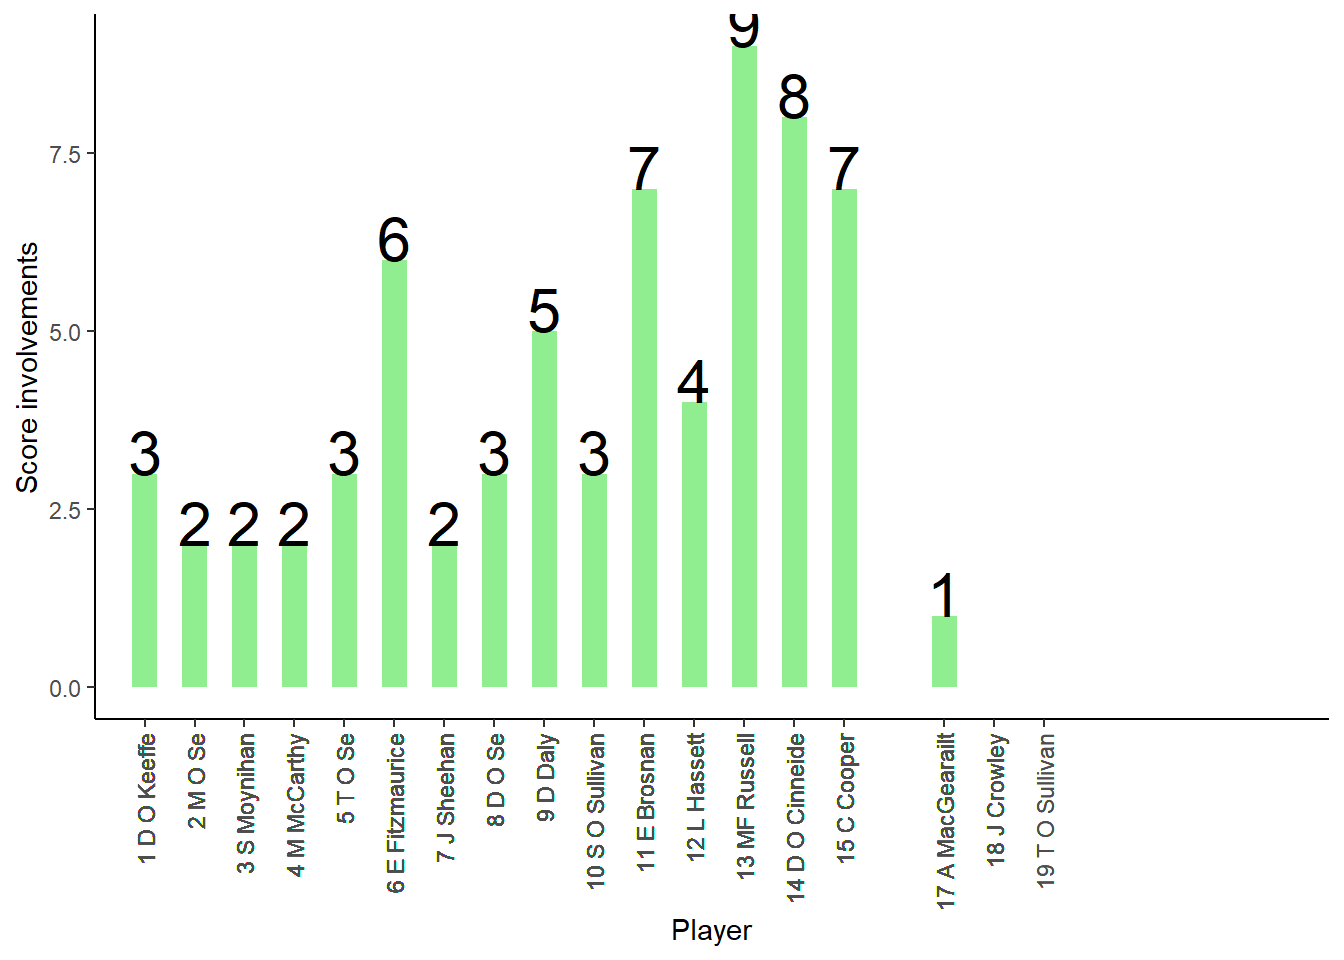 Score involvements
7.5
5.0
2.5
0.0
3
2
2
2
3
6
2
3
5
3
7
4
9
8
7
1
1 D O Keeffe
2 M O Se
3 S Moynihan
4 M McCarthy
5 T O Se
6 E Fitzmaurice
7 J Sheehan
8 D O Se
9 D Daly
10 S O Sullivan
11 E Brosnan
12 L Hassett
13 MF Russell
14 D O Cinneide
15 C Cooper
17 A MacGearailt
18 J Crowley
19 T O Sullivan
Player